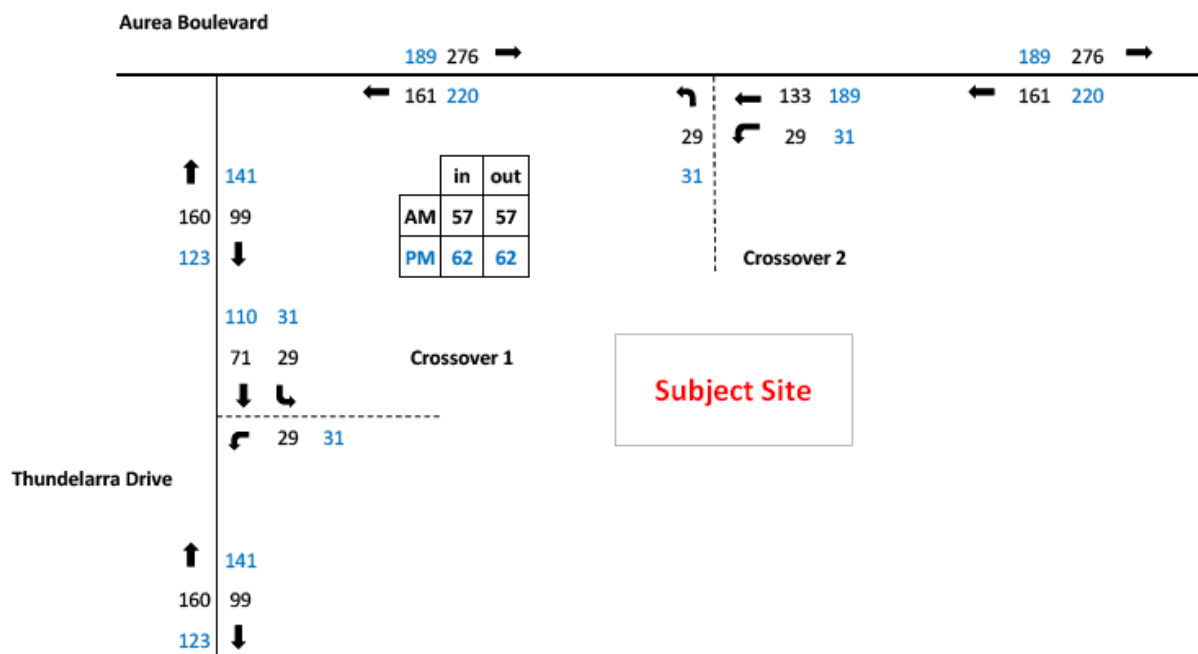 Aurea Boulevard
189 276
189 276
161 220
133 189
161 220
29
29 31
31
141
in out
160 99
AM 57 57
123
PM 62 62
Crossover 2
110 31
71 29
Crossover 1
Subject Site
29 31
Thundelarra Drive
141
160 99
123